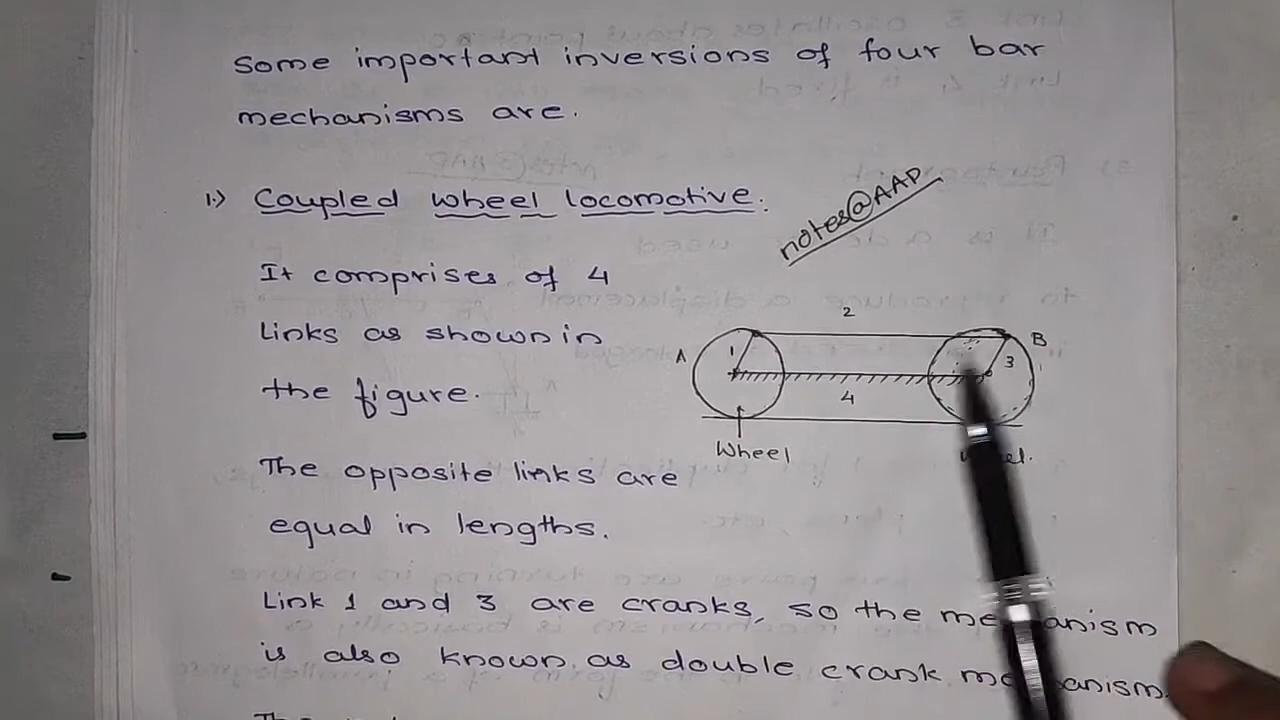 some important inversions of four bar
mechanisms are.
1.) Coupled wheel locomotive.
notes@AAP
It comprises of 4
links as shown in
the figure.
2
A
1
B
3
4
Wheel
The opposite links are
equal in lengths.
Link 1 and 3 are cranks, so the
is also known as double crank